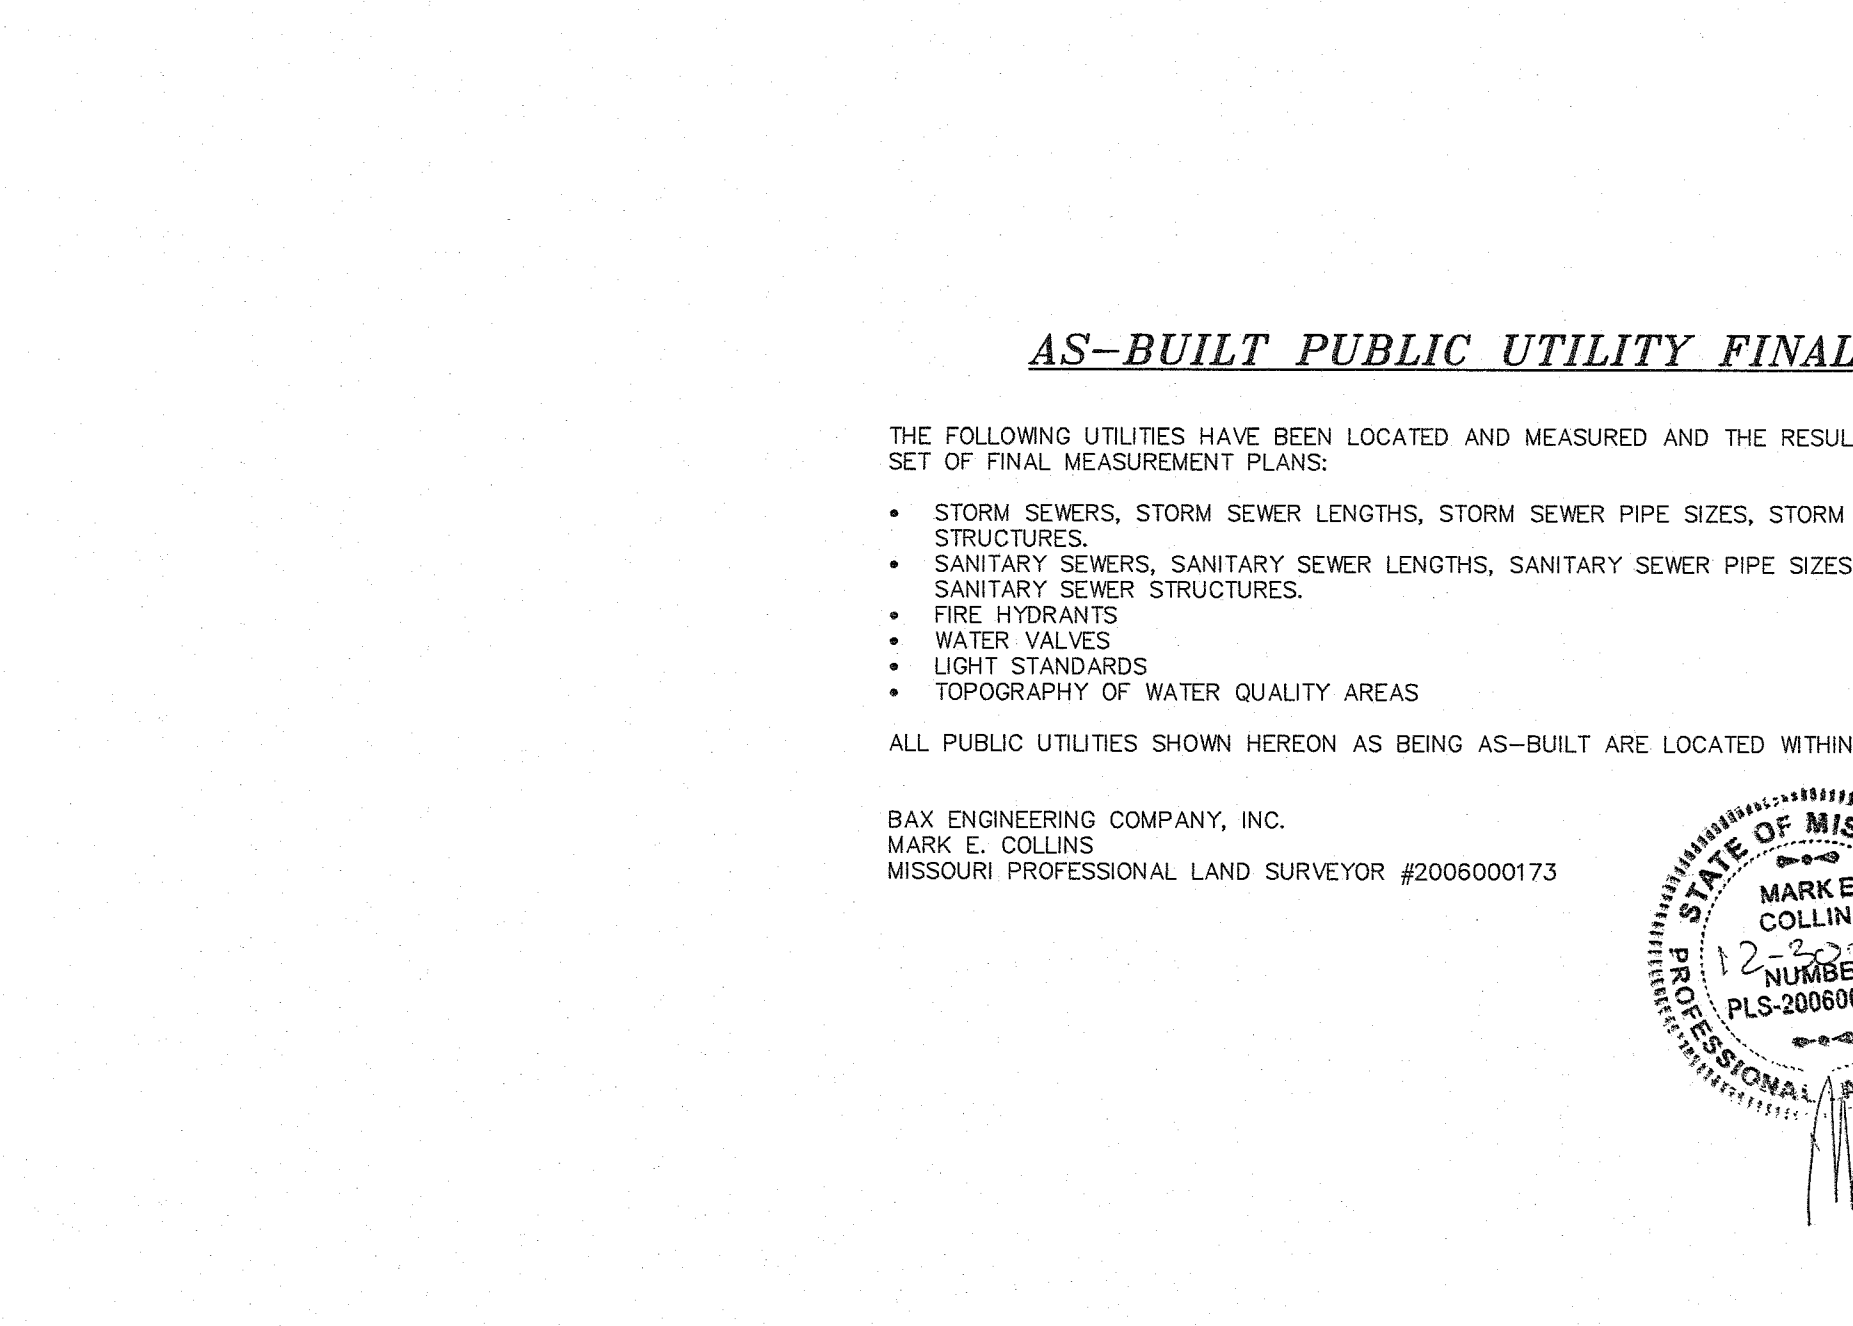 AS–BUILT PUBLIC UTILITY FINAL
THE FOLLOWING UTILITIES HAVE BEEN LOCATED AND MEASURED AND THE RESUL
SET OF FINAL MEASUREMENT PLANS:
• STORM SEWERS, STORM SEWER LENGTHS, STORM SEWER PIPE SIZES, STORM
STRUCTURES.
• SANITARY SEWERS, SANITARY SEWER LENGTHS, SANITARY SEWER PIPE SIZES
SANITARY SEWER STRUCTURES.
• FIRE HYDRANTS
• WATER VALVES
• LIGHT STANDARDS
• TOPOGRAPHY OF WATER QUALITY AREAS
ALL PUBLIC UTILITIES SHOWN HEREON AS BEING AS–BUILT ARE LOCATED WITHIN
BAX ENGINEERING COMPANY, INC.
MARK E. COLLINS
MISSOURI PROFESSIONAL LAND SURVEYOR #2006000173
STATE OF MIS
MARK E
COLLIN
12-30
NUMBE
PLS-20060
PROFESSIONAL